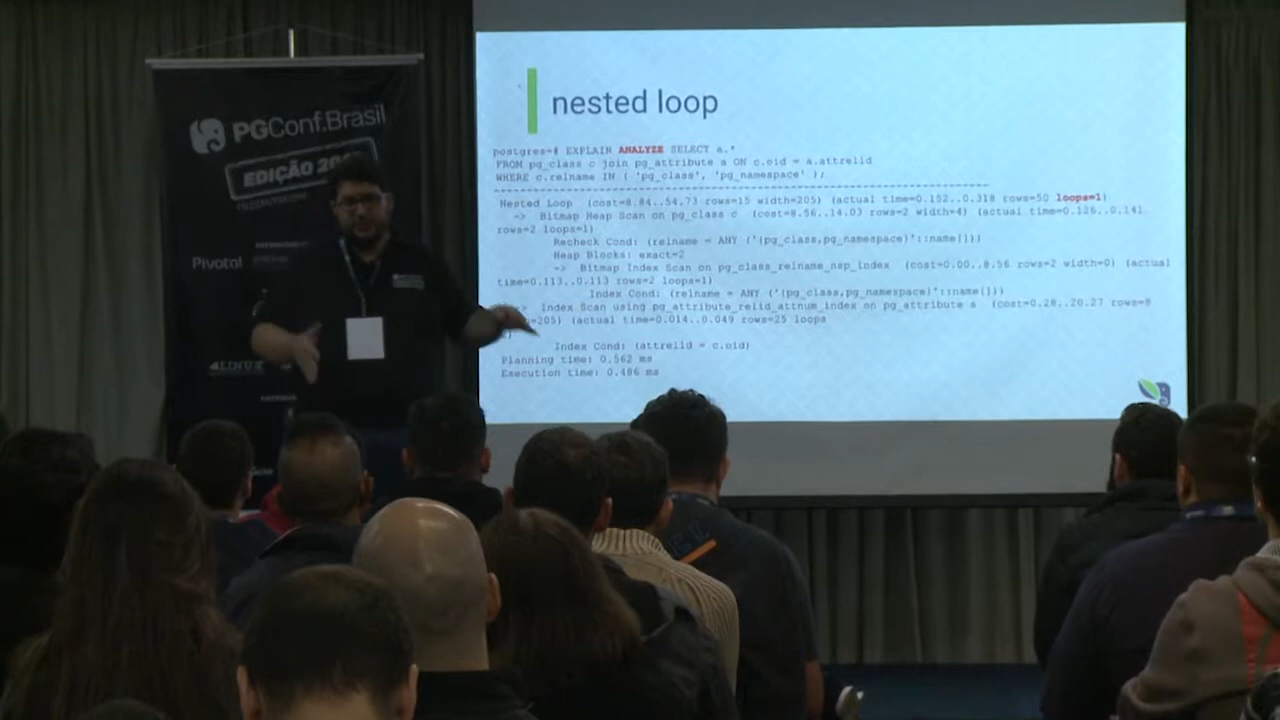 PGConf.Brasil
EDIÇÃO 20
Pivotal
4LINUX
nested loop
postgres=# EXPLAIN ANALYZE SELECT a.*
FROM pg_class c join pg_attribute a ON c.oid = a.attrelid
WHERE c.relname IN ( 'pg_class', 'pg_namespace' );
--------------------------------------------------------------------------
Nested Loop (cost=8.84..54.73 rows=15 width=205) (actual time=0.152..0.318 rows=50 loops=1)
-> Bitmap Heap Scan on pg_class c (cost=8.56..14.03 rows=2 width=4) (actual time=0.126..0.141
rows=2 loops=1)
Recheck Cond: (relname = ANY ('{pg_class,pg_namespace}'::name[]))
Heap Blocks: exact=2
-> Bitmap Index Scan on pg_class_relname_nsp_index (cost=0.00..8.56 rows=2 width=0) (actual
time=0.113..0.113 rows=2 loops=1)
Index Cond: (relname = ANY ('{pg_class,pg_namespace}'::name[]))
> Index Scan using pg_attribute_relid_attnum_index on pg_attribute a (cost=0.28..20.27 rows=8
=205) (actual time=0.014..0.049 rows=25 loops
)
Index Cond: (attrelid = c.oid)
Planning time: 0.562 ms
Execution time: 0.486 ms